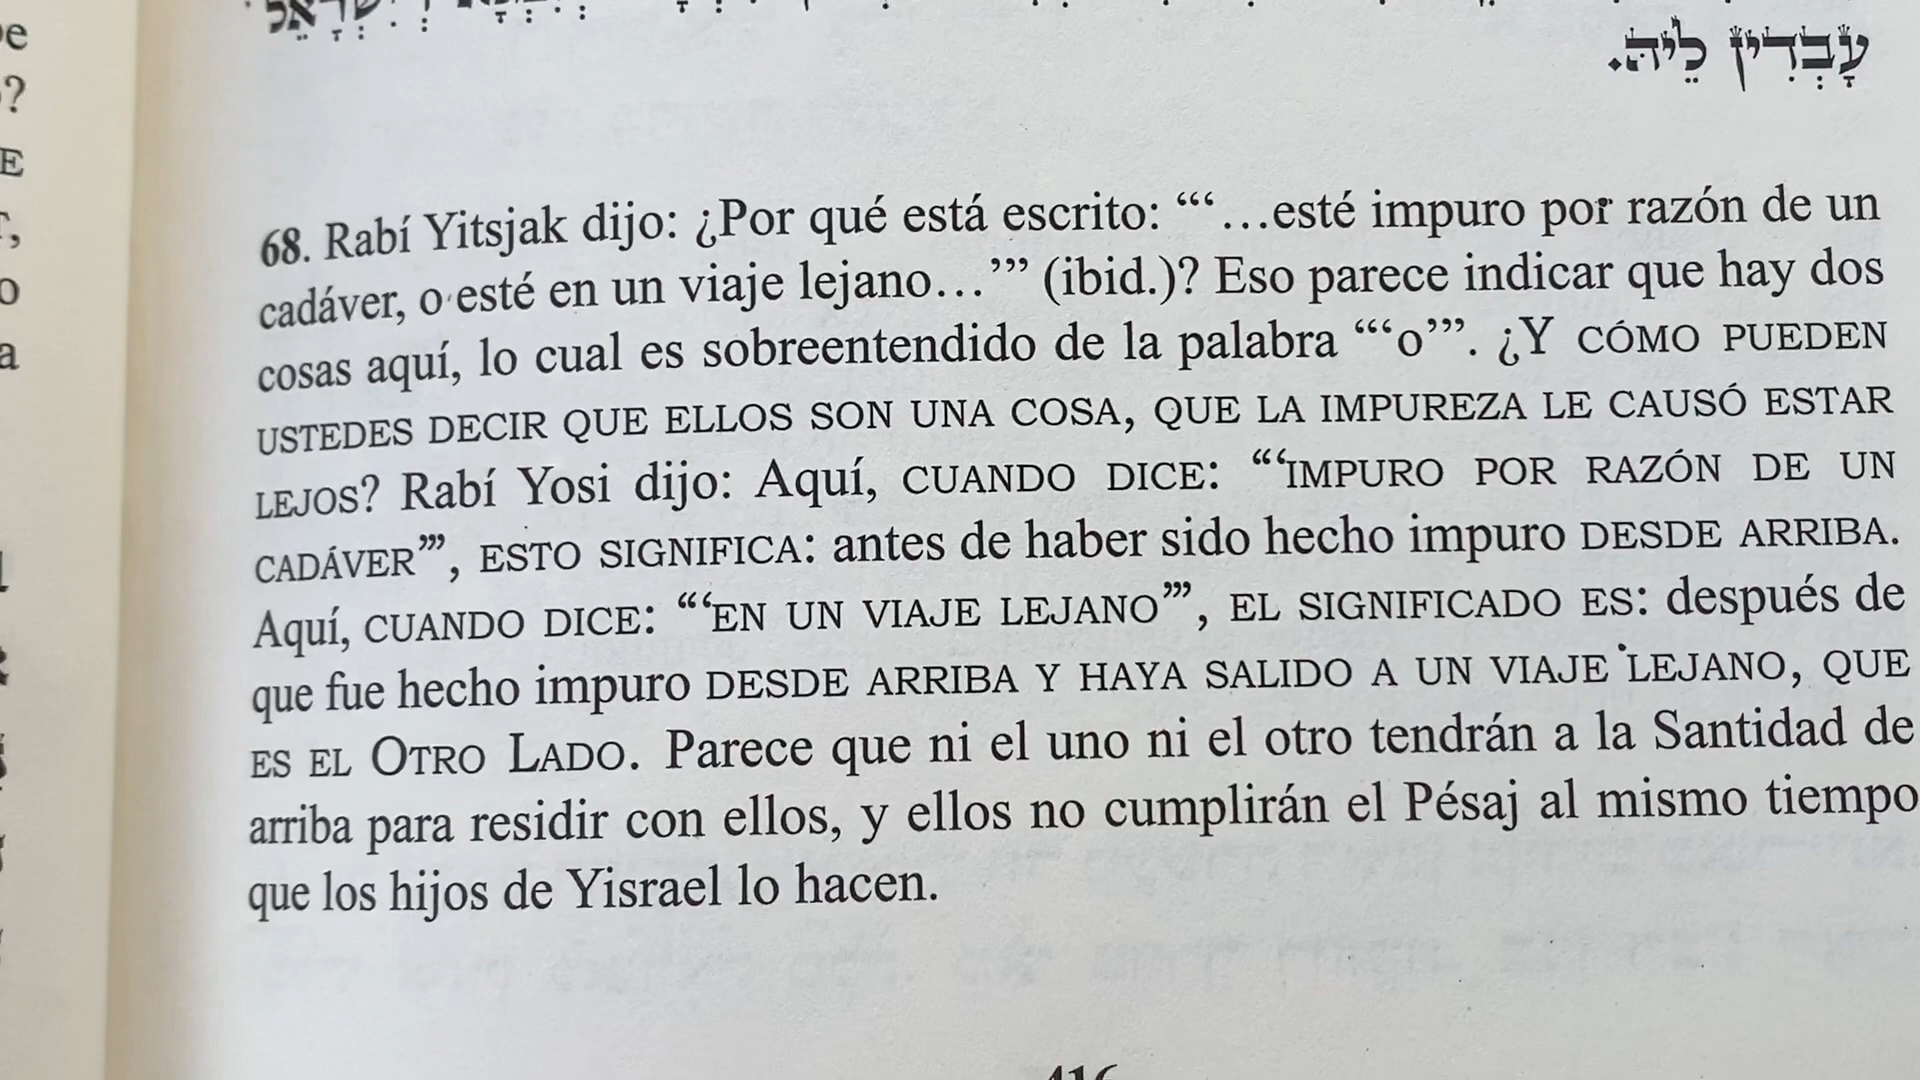 עָבְדִין לֵיהּ.
68. Rabí Yitsjak dijo: ¿Por qué está escrito: “‘“…esté impuro por razón de un
cadáver, o esté en un viaje lejano…’”” (ibid.)? Eso parece indicar que hay dos
cosas aquí, lo cual es sobreentendido de la palabra “‘“o’””. ¿Y CÓMO PUEDEN
USTEDES DECIR QUE ELLOS SON UNA COSA, QUE LA IMPUREZA LE CAUSÓ ESTAR
LEJOS? Rabí Yosi dijo: Aquí, CUANDO DICE: “‘IMPURO POR RAZÓN DE UN
CADÁVER’”, ESTO SIGNIFICA: antes de haber sido hecho impuro DESDE ARRIBA.
Aquí, CUANDO DICE: “‘EN UN VIAJE LEJANO’”, EL SIGNIFICADO ES: después de
que fue hecho impuro DESDE ARRIBA Y HAYA SALIDO A UN VIAJE LEJANO, QUE
ES EL OTRO LADO. Parece que ni el uno ni el otro tendrán a la Santidad de
arriba para residir con ellos, y ellos no cumplirán el Pésaj al mismo tiempo
que los hijos de Yisrael lo hacen.